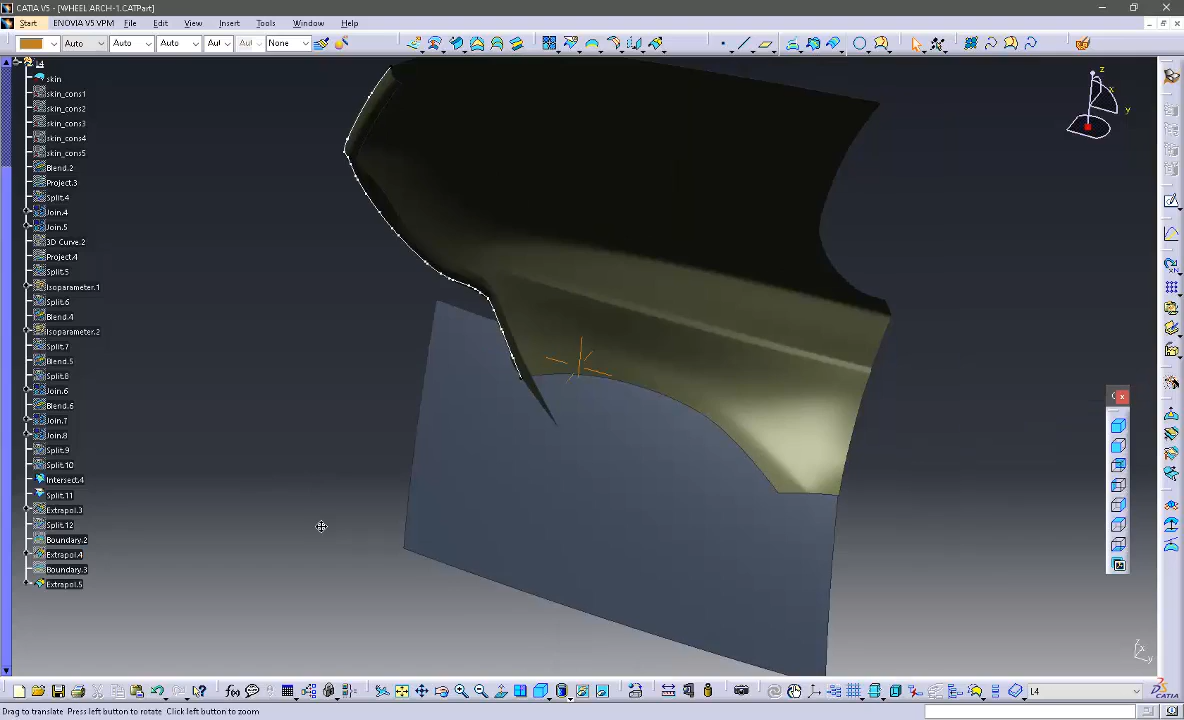 CATIA V5 - [WHEEL ARCH-1.CATPart]
Start ENOVIA V5 VPM File Edit View Insert Tools Window Help
Auto Auto Auto Aut Aut None
L4
skin
skin_cons1
skin_cons2
skin_cons3
skin_cons4
skin_cons5
Blend.2
Project.3
Split.4
Join.4
Join.5
3D Curve.2
Project.4
Split.5
Isoparameter.1
Split.6
Blend.4
Isoparameter.2
Split.7
Blend.5
Split.8
Join.6
Blend.6
Join.7
Join.8
Split.9
Split.10
Intersect.4
Split.11
Extrapol.3
Split.12
Boundary.2
Extrapol.4
Boundary.3
Extrapol.5
z
x
y
z
x
y
L4
CATIA
Drag to translate Press left button to rotate Click left button to zoom